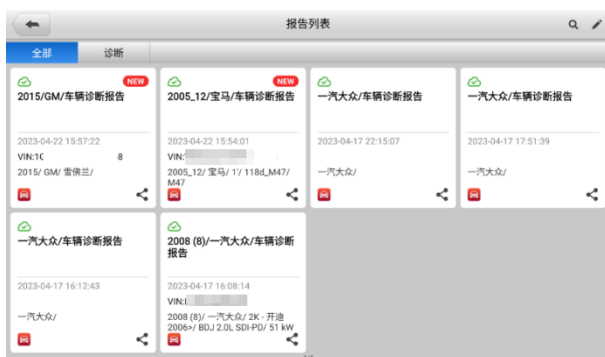 报告列表
全部
诊断
NEW
2015/GM/车辆诊断报告
2023-04-22 15:57:22
VIN:1
8
2015/ GM/ 雪佛兰/
NEW
2005_12/宝马/车辆诊断报告
2023-04-22 15:54:01
VIN:
2005_12/ 宝马/ 1'/ 118d_M47/
M47
一汽大众/车辆诊断报告
2023-04-17 22:15:07
一汽大众/
一汽大众/车辆诊断报告
2023-04-17 17:51:39
一汽大众/
一汽大众/车辆诊断报告
2023-04-17 16:12:43
一汽大众/
2008 (8)/一汽大众/车辆诊断
报告
2023-04-17 16:08:14
VIN:
2008 (8)/ 一汽大众/ 2K - 开迪
2006>/ BDJ 2.0L SDI-PD/ 51 kW